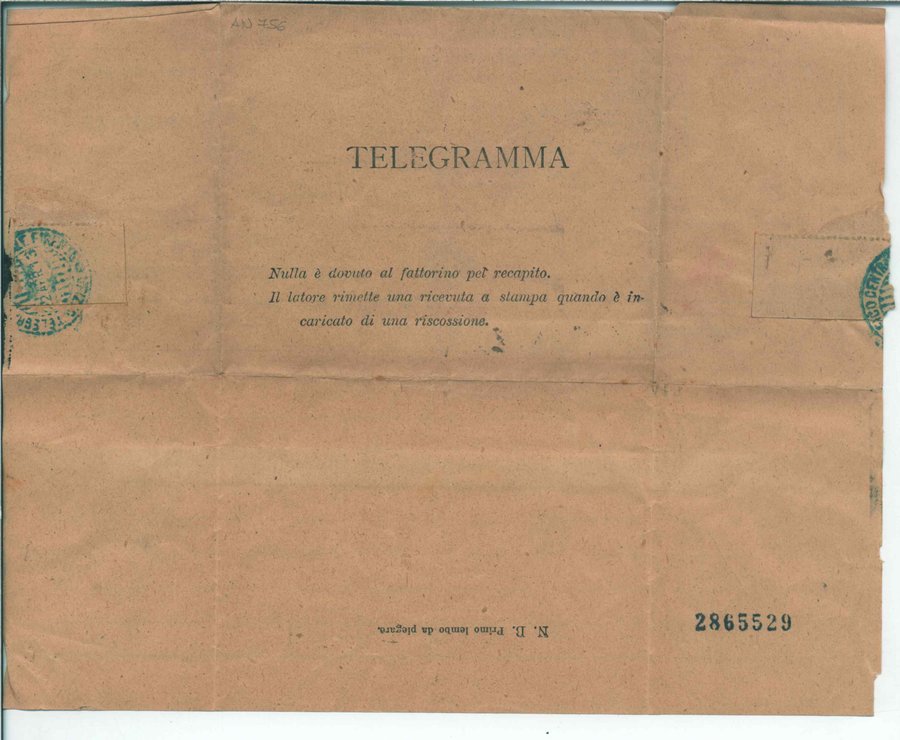 AN 756
TELEGRAMMA
Nulla è dovuto al fattorino pel recapito.
Il latore rimette una ricevuta a stampa quando è in-
caricato di una riscossione.
N. B. Primo lembo da piegare.
2865529